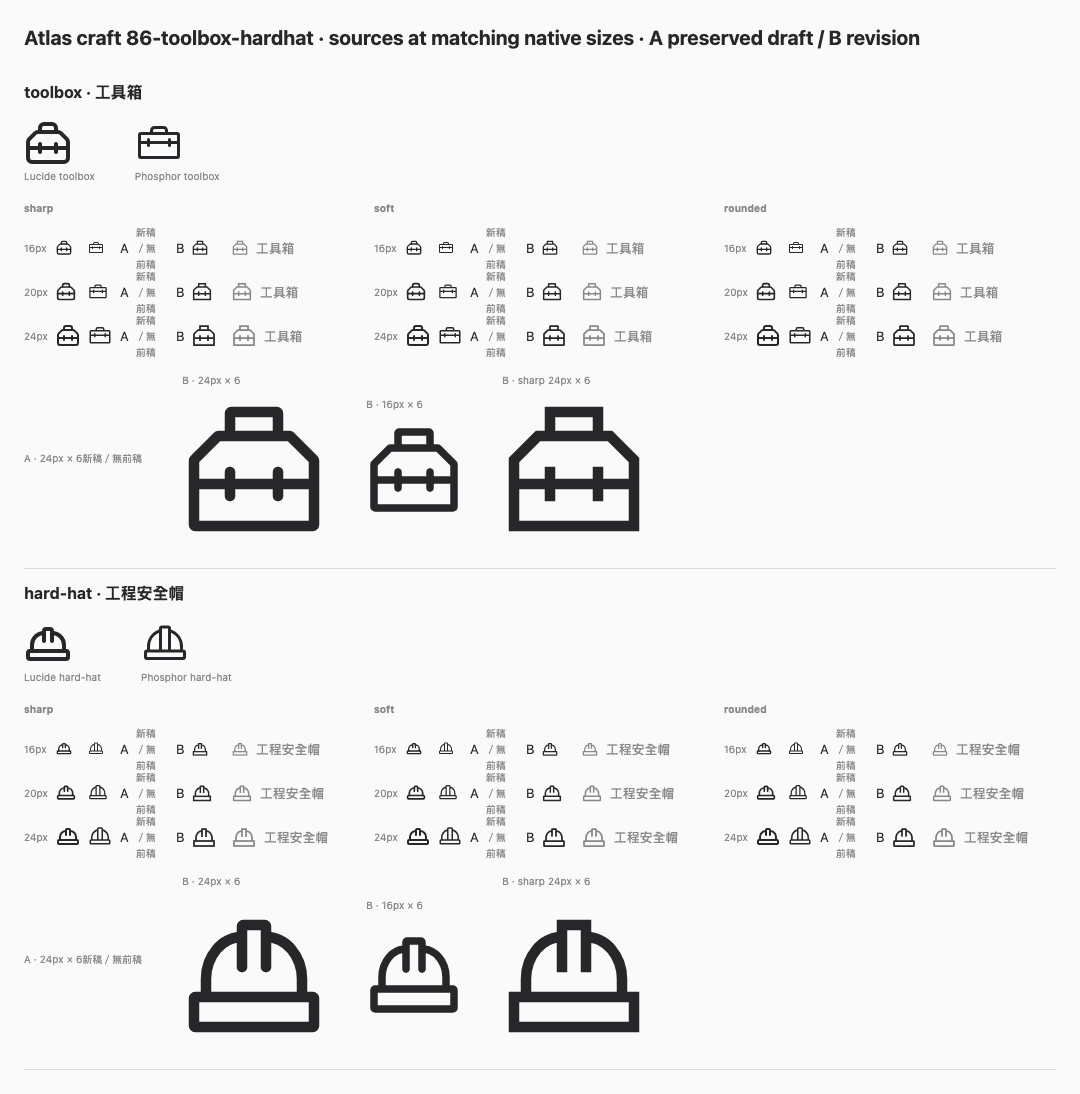 Atlas craft 86-toolbox-hardhat · sources at matching native sizes · A preserved draft / B revision
toolbox · 工具箱
Lucide toolbox
Phosphor toolbox
sharp
soft
rounded
16px A 新稿 / 無前稿 B 工具箱
16px A 新稿 / 無前稿 B 工具箱
16px A 新稿 / 無前稿 B 工具箱
20px A 新稿 / 無前稿 B 工具箱
20px A 新稿 / 無前稿 B 工具箱
20px A 新稿 / 無前稿 B 工具箱
24px A 新稿 / 無前稿 B 工具箱
24px A 新稿 / 無前稿 B 工具箱
24px A 新稿 / 無前稿 B 工具箱
A · 24px × 6新稿 / 無前稿
B · 24px × 6
B · 16px × 6
B · sharp 24px × 6
hard-hat · 工程安全帽
Lucide hard-hat
Phosphor hard-hat
sharp
soft
rounded
16px A 新稿 / 無前稿 B 工程安全帽
16px A 新稿 / 無前稿 B 工程安全帽
16px A 新稿 / 無前稿 B 工程安全帽
20px A 新稿 / 無前稿 B 工程安全帽
20px A 新稿 / 無前稿 B 工程安全帽
20px A 新稿 / 無前稿 B 工程安全帽
24px A 新稿 / 無前稿 B 工程安全帽
24px A 新稿 / 無前稿 B 工程安全帽
24px A 新稿 / 無前稿 B 工程安全帽
A · 24px × 6新稿 / 無前稿
B · 24px × 6
B · 16px × 6
B · sharp 24px × 6